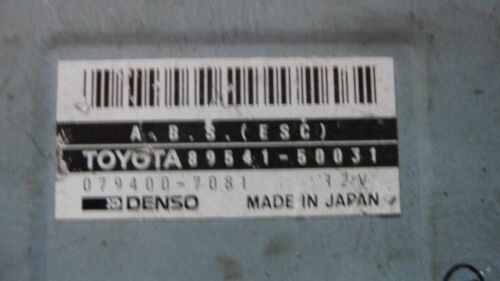 A.B.S.(ESC)
TOYOTA 89541-50031
079400-7081 12V
DENSO MADE IN JAPAN